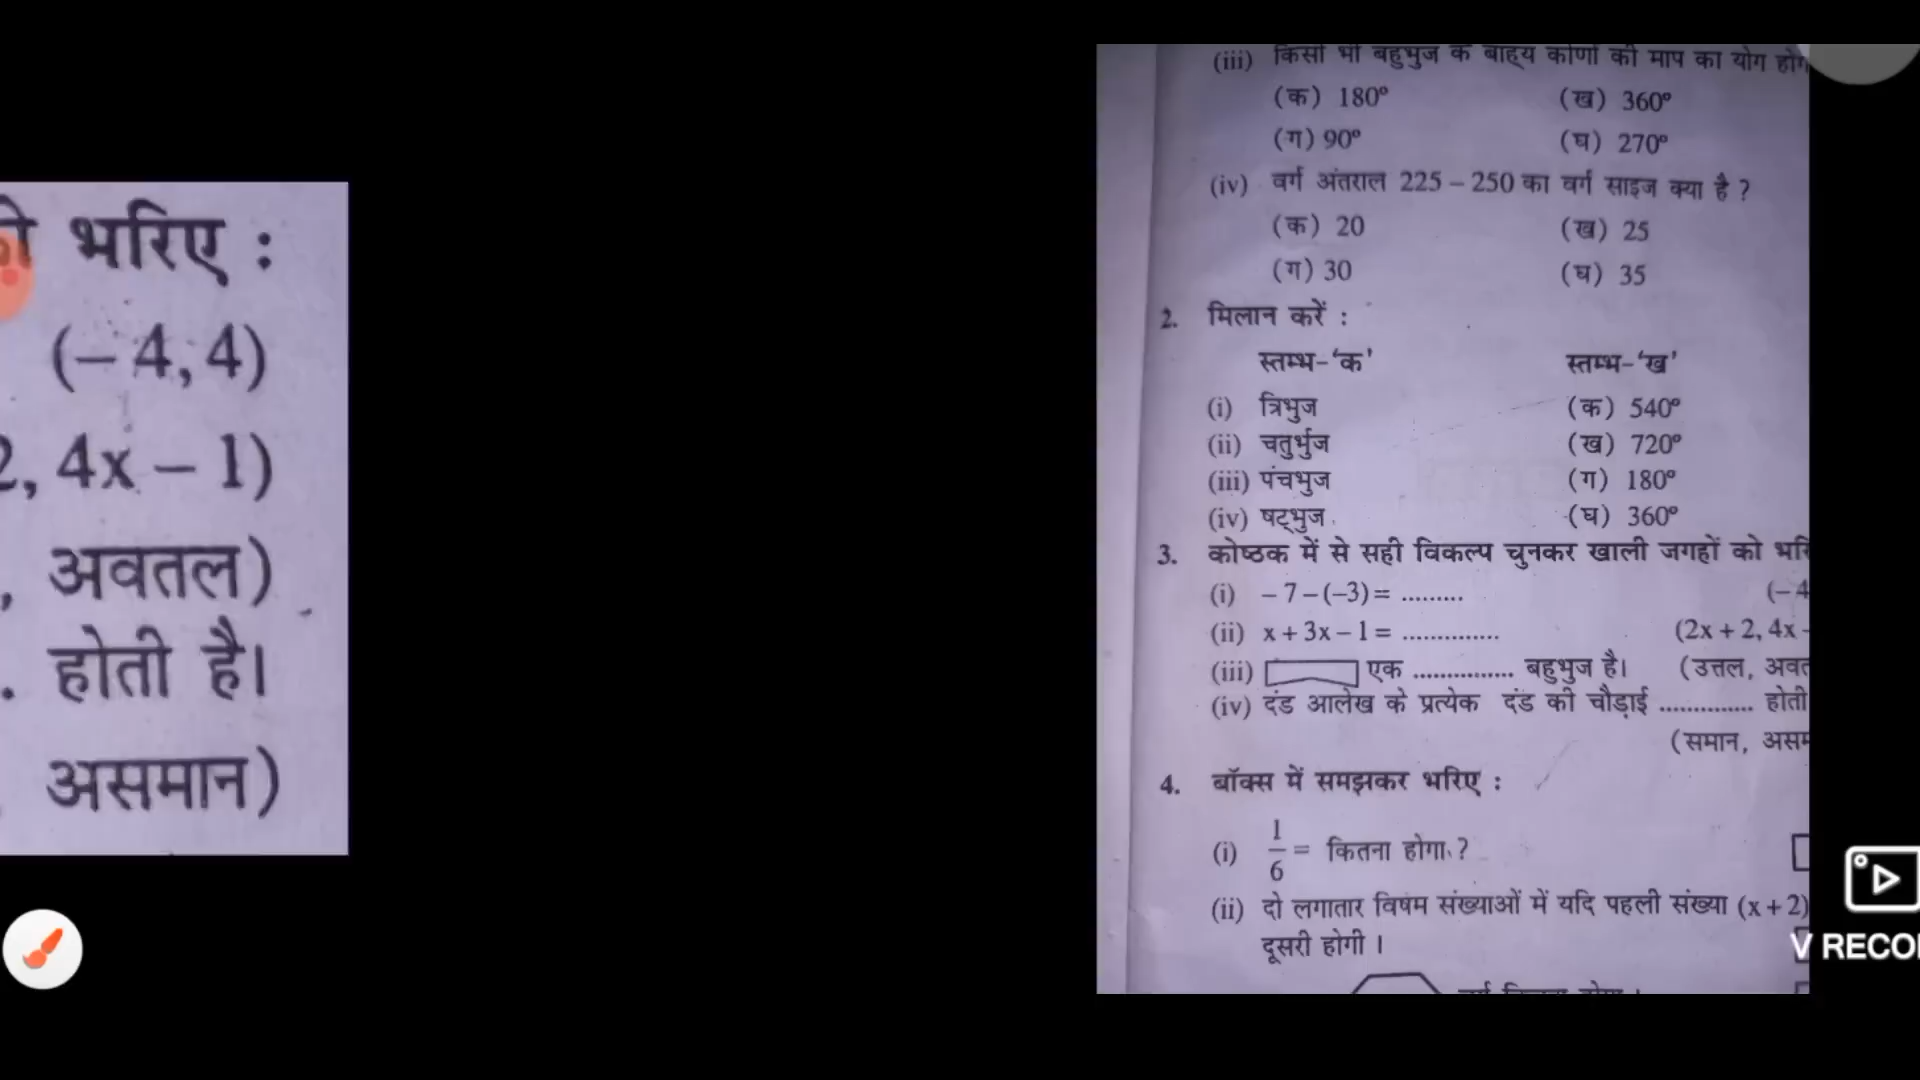 भरिए :
(– 4, 4)
2, 4x – 1)
, अवतल)
. होती है।
असमान)
(iii) किसी भी बहुभुज के बाह्य कोणों की माप का योग
(क) 180° (ख) 360°
(ग) 90° (घ) 270°
(iv) वर्ग अंतराल 225 – 250 का वर्ग साइज क्या है ?
(क) 20 (ख) 25
(ग) 30 (घ) 35
2. मिलान करें :
स्तम्भ-‘क’ स्तम्भ-‘ख’
(i) त्रिभुज (क) 540°
(ii) चतुर्भुज (ख) 720°
(iii) पंचभुज (ग) 180°
(iv) षट्भुज (घ) 360°
3. कोष्ठक में से सही विकल्प चुनकर खाली जगहों को
(i) – 7 – (–3) = ......... (– 4
(ii) x + 3x – 1 = .............. (2x + 2, 4x -
(iii) एक .............. बहुभुज है। (उत्तल,
(iv) दंड आलेख के प्रत्येक दंड की चौड़ाई ............. होती
(समान,
4. बॉक्स में समझकर भरिए :
(i) 1/6 = कितना होगा ?
(ii) दो लगातार विषम संख्याओं में यदि पहली संख्या (x + 2)
दूसरी होगी ।
V RECO